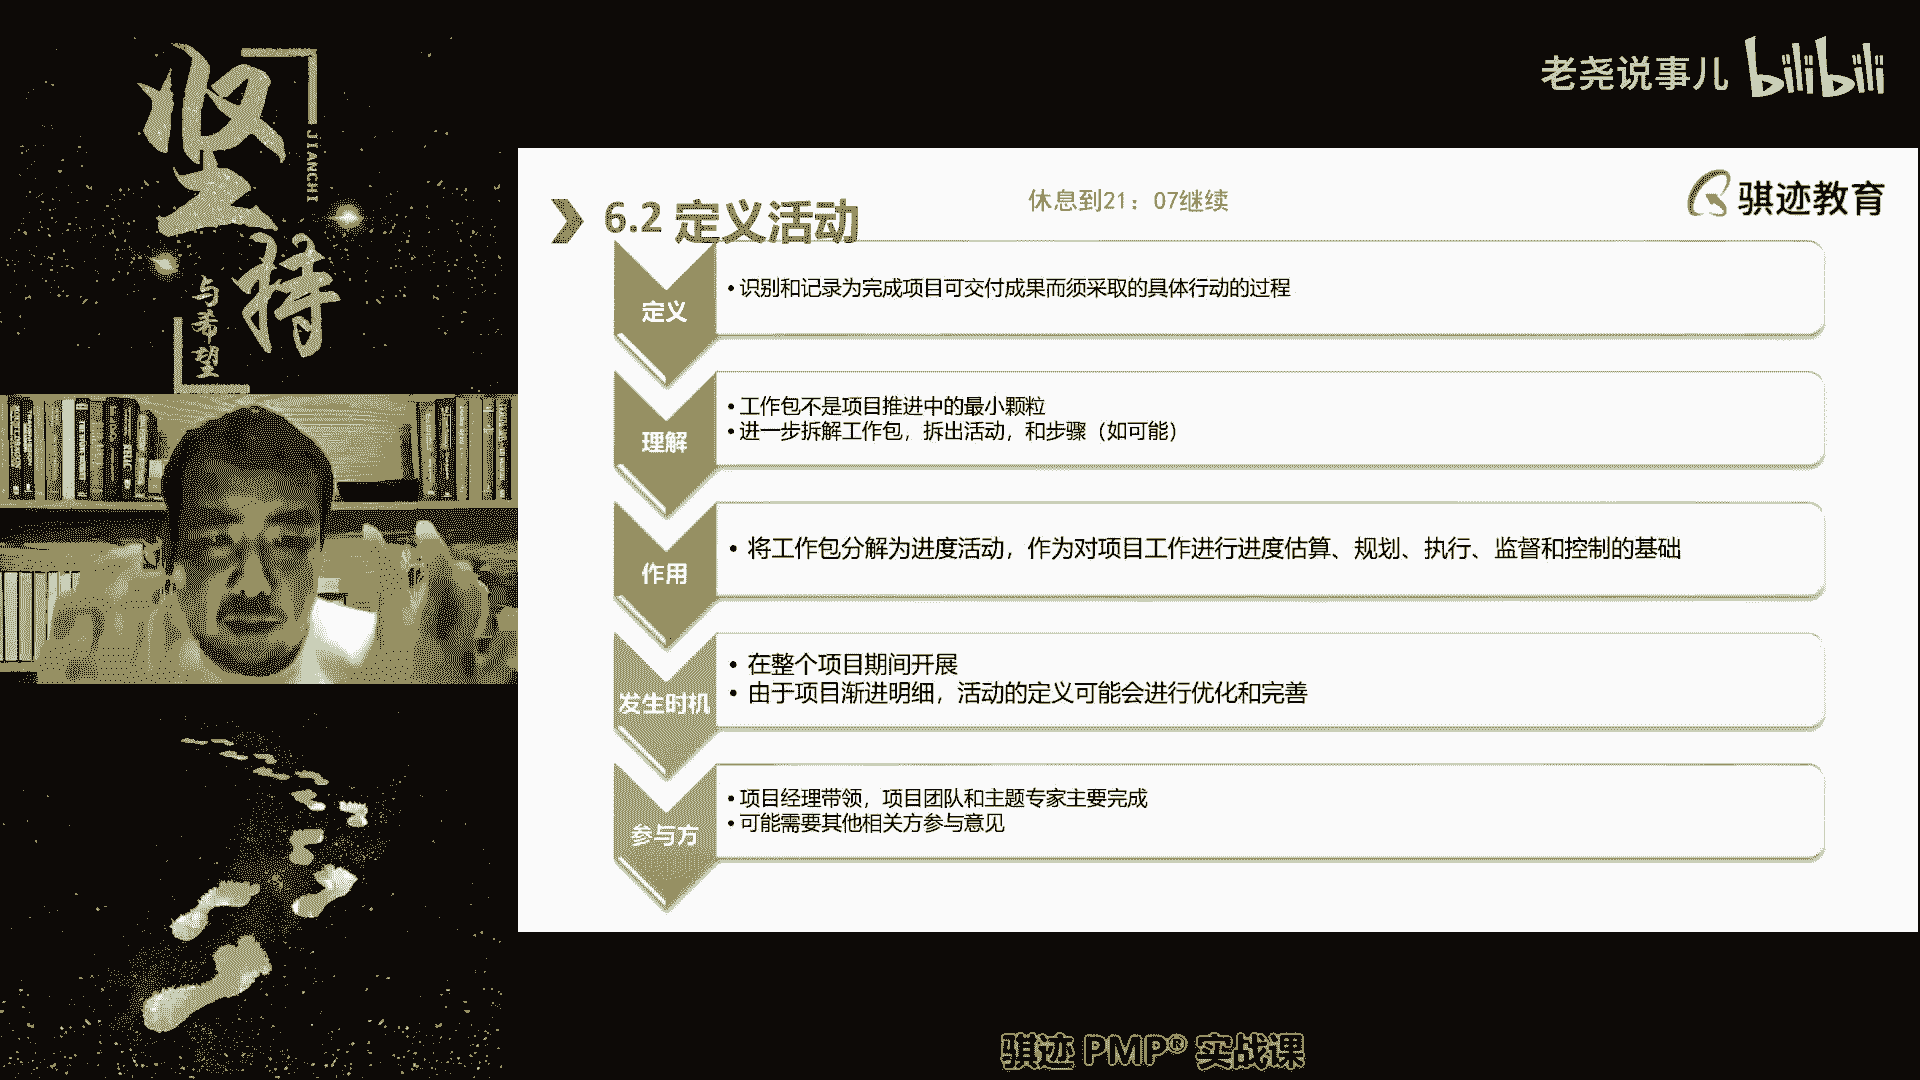 坚持
JIANCHI
与希望
老尧说事儿 bilibili
骐迹教育
休息到21：07继续
6.2 定义活动
定义
• 识别和记录为完成项目可交付成果而须采取的具体行动的过程
理解
• 工作包不是项目推进中的最小颗粒
• 进一步拆解工作包，拆出活动，和步骤（如可能）
作用
• 将工作包分解为进度活动，作为对项目工作进行进度估算、规划、执行、监督和控制的基础
发生时机
• 在整个项目期间开展
• 由于项目渐进明细，活动的定义可能会进行优化和完善
参与方
• 项目经理带领，项目团队和主题专家主要完成
• 可能需要其他相关方参与意见
骐迹 PMP® 实战课